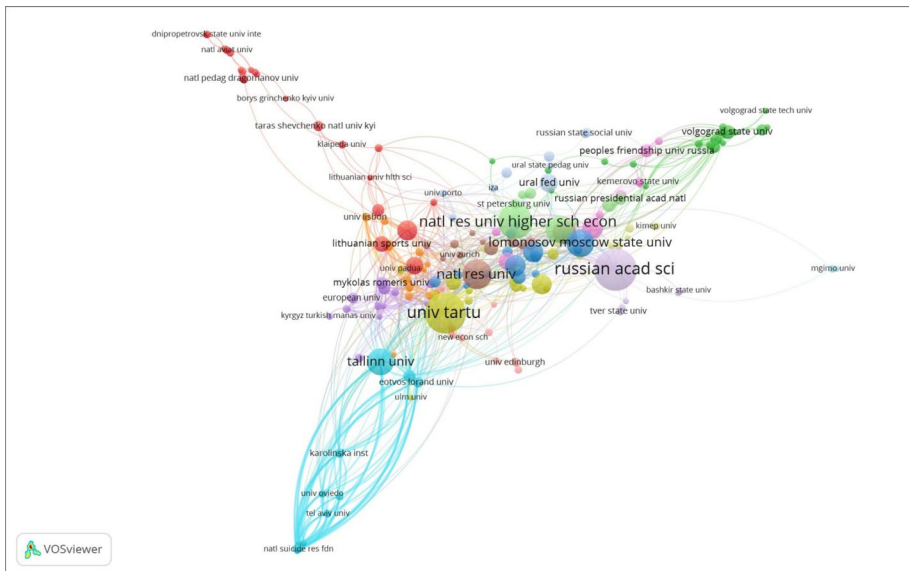 dnipropetrovsk state univ inte
natl aviat univ
natl pedag dragomanov univ
borys grinchenko kyiv univ
volgograd state tech univ
taras shevchenko natl univ kyi
russian state social univ
volgograd state univ
klaipeda univ
peoples friendship univ russia
ural state pedag univ
lithuanian univ hlth sci
ural fed univ
kemerovo state univ
univ porto
iza
russian presidential acad natl
st petersburg univ
univ lisbon
natl res univ higher sch econ
kimep univ
lithuanian sports univ
lomonosov moscow state univ
univ zurich
univ padua
natl res univ
russian acad sci
mgimo univ
mykolas romeris univ
bashkir state univ
european univ
tver state univ
kyrgyz turkish manas univ
univ tartu
new econ sch
tallinn univ
univ edinburgh
eotvos lorand univ
ulm univ
karolinska inst
univ oviedo
tel aviv univ
natl suicide res fdn
VOSviewer